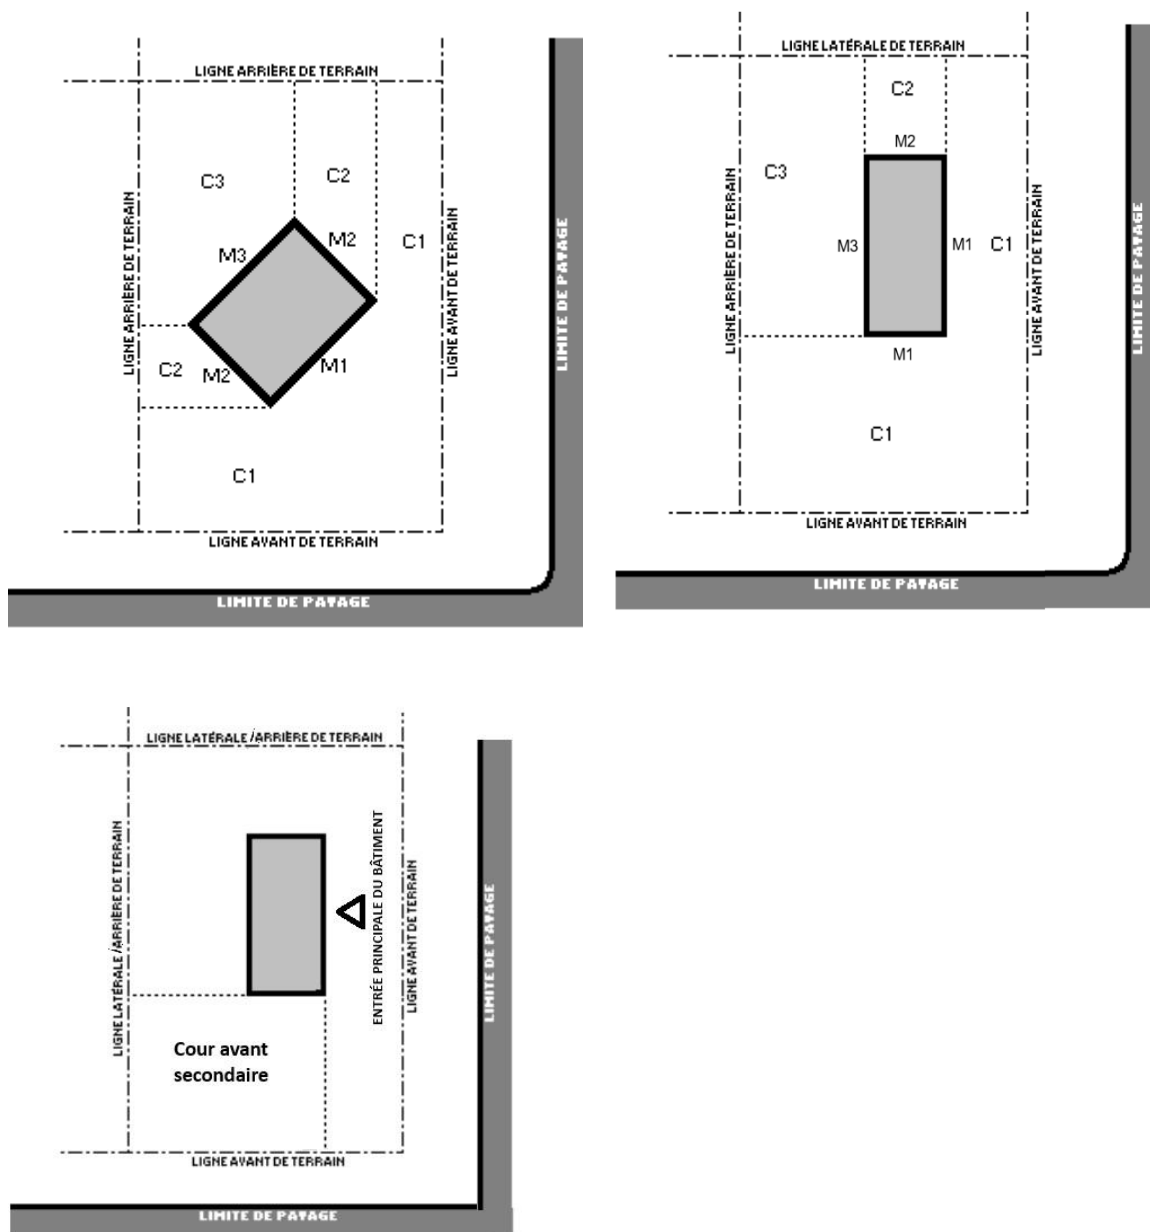 LIGNE ARRIÈRE DE TERRAIN
C2
C3
LIGNE ARRIÈRE DE TERRAIN
M2
M3
C1
LIGNE AVANT DE TERRAIN
LIMITE DE PAVAGE
C2
M2
M1
C1
LIGNE AVANT DE TERRAIN
LIMITE DE PAVAGE
LIGNE LATÉRALE DE TERRAIN
C2
M2
C3
LIGNE ARRIÈRE DE TERRAIN
M3
M1
C1
LIGNE AVANT DE TERRAIN
LIMITE DE PAVAGE
M1
C1
LIGNE AVANT DE TERRAIN
LIMITE DE PAVAGE
LIGNE LATÉRALE /ARRIÈRE DE TERRAIN
LIGNE LATÉRALE /ARRIÈRE DE TERRAIN
ENTRÉE PRINCIPALE DU BÂTIMENT
LIGNE AVANT DE TERRAIN
LIMITE DE PAVAGE
Cour avant
secondaire
LIGNE AVANT DE TERRAIN
LIMITE DE PAVAGE